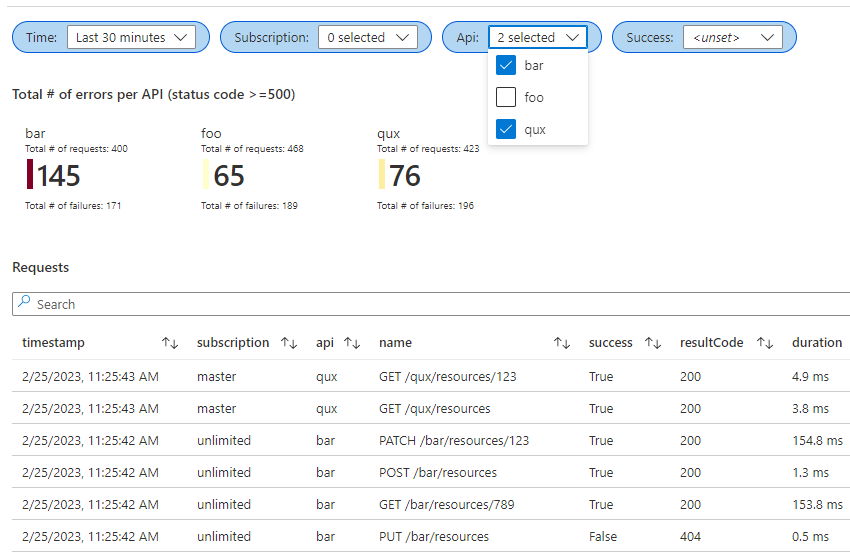 Time: Last 30 minutes Subscription: 0 selected Api: 2 selected Success: <unset>
bar
foo
qux
Total # of errors per API (status code >=500)
bar foo qux
Total # of requests: 400 Total # of requests: 468 Total # of requests: 423
145 65 76
Total # of failures: 171 Total # of failures: 189 Total # of failures: 196
Requests
Search
timestamp subscription api name success resultCode duration
2/25/2023, 11:25:43 AM master qux GET /qux/resources/123 True 200 4.9 ms
2/25/2023, 11:25:43 AM master qux GET /qux/resources True 200 3.8 ms
2/25/2023, 11:25:42 AM unlimited bar PATCH /bar/resources/123 True 200 154.8 ms
2/25/2023, 11:25:42 AM unlimited bar POST /bar/resources True 200 1.3 ms
2/25/2023, 11:25:42 AM unlimited bar GET /bar/resources/789 True 200 153.8 ms
2/25/2023, 11:25:42 AM unlimited bar PUT /bar/resources False 404 0.5 ms